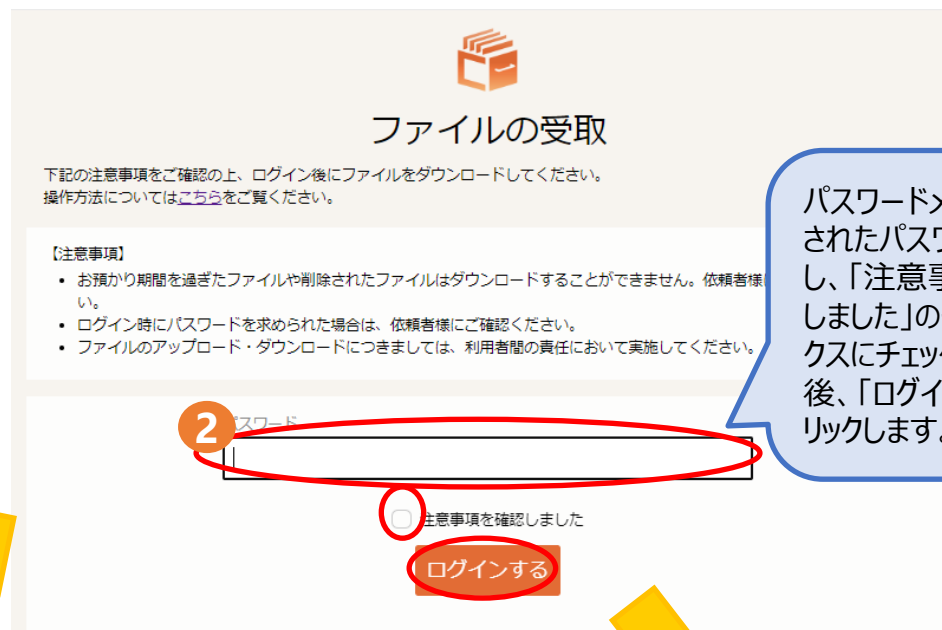 ファイルの受取
下記の注意事項をご確認の上、ログイン後にファイルをダウンロードしてください。
操作方法についてはこちらをご覧ください。
【注意事項】
• お預かり期間を過ぎたファイルや削除されたファイルはダウンロードすることができません。依頼者様
い。
• ログイン時にパスワードを求められた場合は、依頼者様にご確認ください。
• ファイルのアップロード・ダウンロードにつきましては、利用者間の責任において実施してください。
パスワード
されたパス
し、「注意
しました」の
クスにチェッ
後、「ログイ
リックします。
2
パスワード
注意事項を確認しました
ログインする